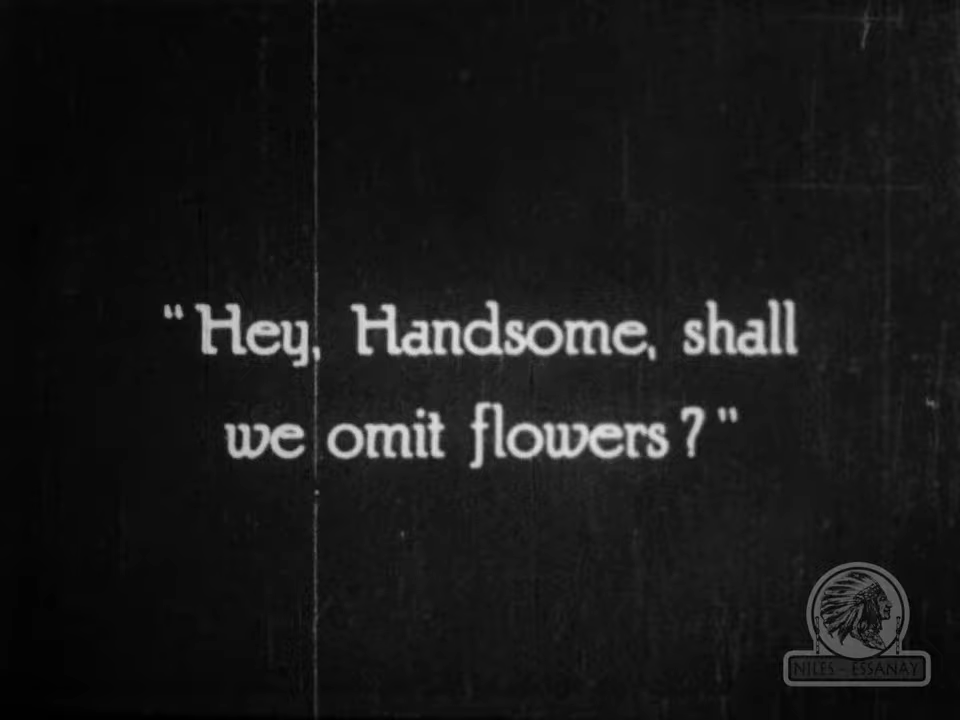 “Hey, Handsome, shall
we omit flowers?”
NILES - ESSANAY